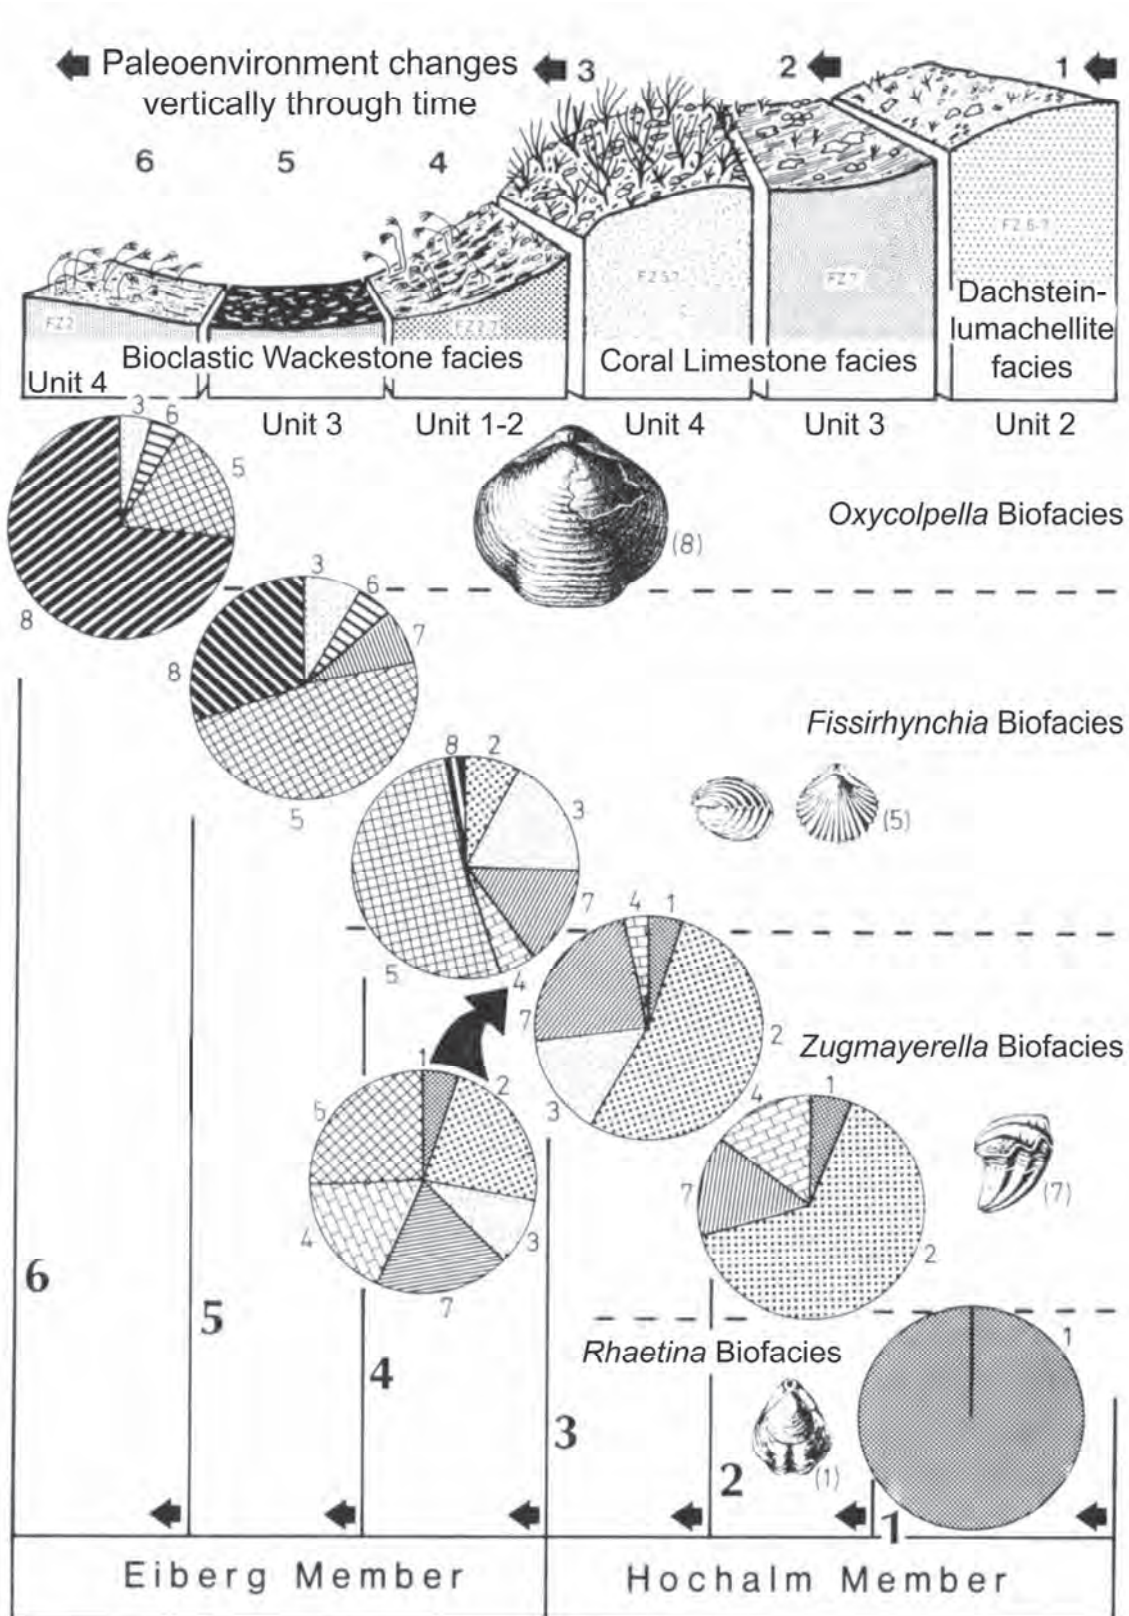 Paleoenvironment changes
vertically through time
3
2
1
6
5
4
FZ 2
FZ 5?
FZ 7
FZ 6-7
Dachstein-
lumachellite
facies
Bioclastic Wackestone facies
Coral Limestone facies
Unit 4
Unit 3
Unit 1-2
Unit 4
Unit 3
Unit 2
3
6
5
8
Oxycolpella Biofacies
(8)
3
6
7
8
5
Fissirhynchia Biofacies
(5)
8
2
3
7
4
5
4
1
2
3
7
Zugmayerella Biofacies
1
2
3
7
4
6
4
1
7
2
(7)
6
5
4
3
2
1
Rhaetina Biofacies
(1)
1
Eiberg Member
Hochalm Member